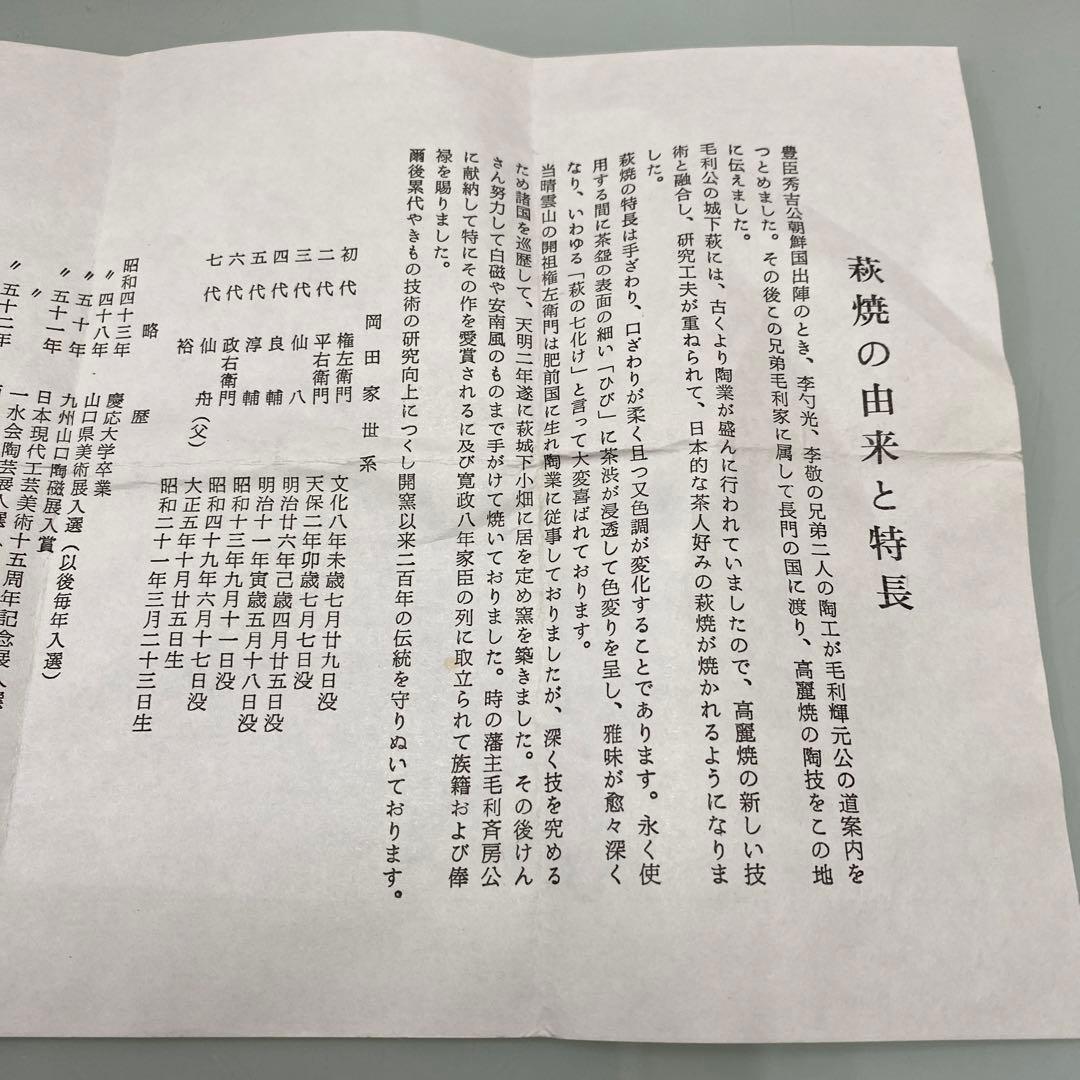 萩焼の由来と特長
豊臣秀吉公朝鮮国出陣のとき、李勺光、李敬の兄弟二人の陶工が毛利輝元公の道案内を
つとめました。その後この兄弟毛利家に属して長門の国に渡り、高麗焼の陶技をこの地
に伝えました。
毛利公の城下萩には、古くより陶業が盛んに行われていましたので、高麗焼の新しい技
術と融合し、研究工夫が重ねられて、日本的な茶人好みの萩焼が焼かれるようになりま
した。
萩焼の特長は手ざわり、口ざわりが柔く且つ又色調が変化することであります。永く使
用する間に茶盌の表面の細い「ひび」に茶渋が浸透して色変りを呈し、雅味が愈々深く
なり、いわゆる「萩の七化け」と言って大変喜ばれております。
当晴雲山の開祖権左衛門は肥前国に生れ陶業に従事しておりましたが、深く技を究める
ため諸国を巡歴して、天明二年遂に萩城下小畑に居を定め窯を築きました。その後けん
さん努力して白磁や安南風のものまで手がけて焼いておりました。時の藩主毛利斉房公
に献納して特にその作を愛賞されるに及び寛政八年家臣の列に取立られて族籍および俸
禄を賜りました。
爾後累代やきもの技術の研究向上につくし開窯以来二百年の伝統を守りぬいております。
岡田家世系
初代 権左衛門 文化八年未歳七月廿九日没
二代 平右衛門 天保二年卯歳七月七日没
三代 仙八 明治廿六年己歳四月廿五日没
四代 良輔 明治十一年寅歳五月十八日没
五代 淳輔 昭和十三年九月十一日没
六代 政右衛門 昭和四十九年六月十七日没
七代 仙舟(父) 大正五年十月廿五日生
裕 昭和二十一年三月二十三日生
略歴
昭和四十三年 慶応大学卒業
〃四十八年 山口県美術展入選(以後毎年入選)
〃五十年 九州山口陶磁展入賞
〃五十一年 日本現代工芸美術十五周年記念展入選
〃 一水会陶芸展入選
〃五十二年